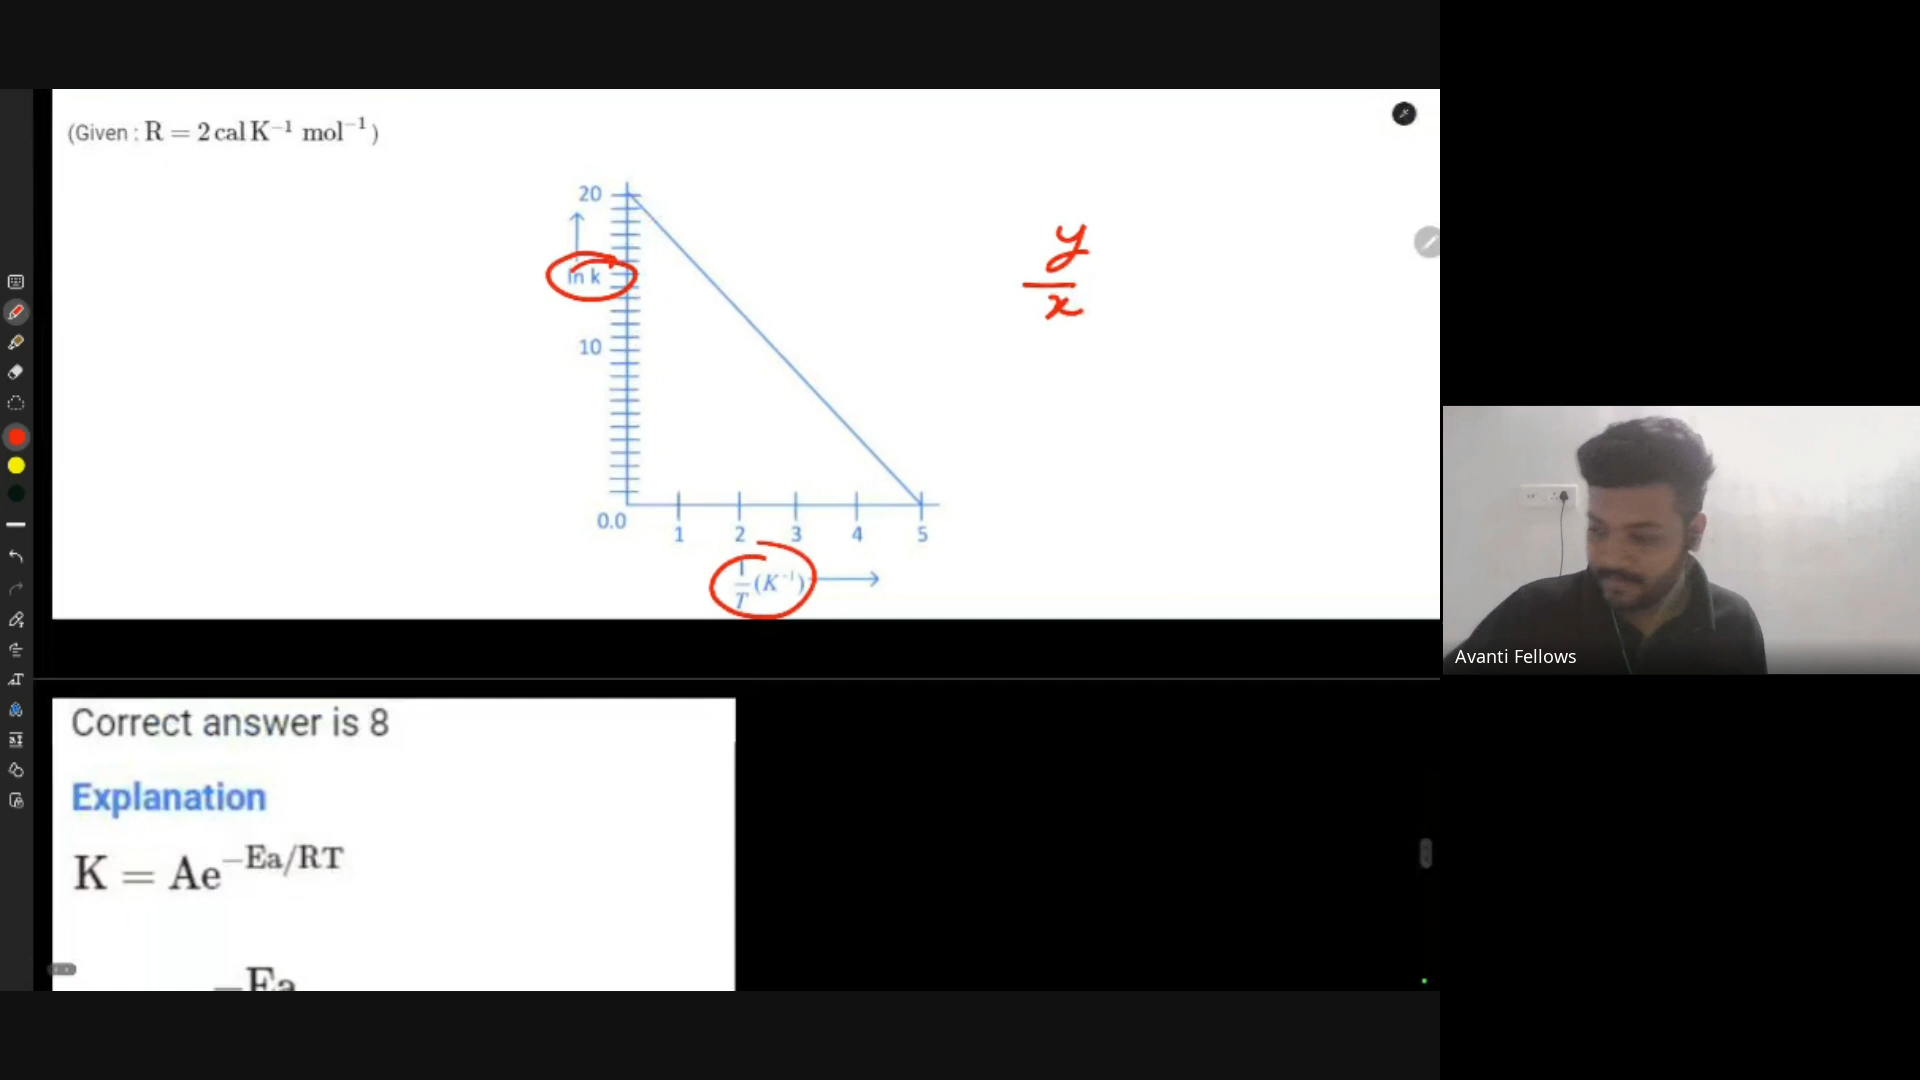 (Given : R = 2 cal K⁻¹ mol⁻¹)
20
ln k
10
0.0
1 2 3 4 5
1/T (K⁻¹)
y
x
Avanti Fellows
Correct answer is 8
Explanation
K = Ae^–Ea/RT
–Ea